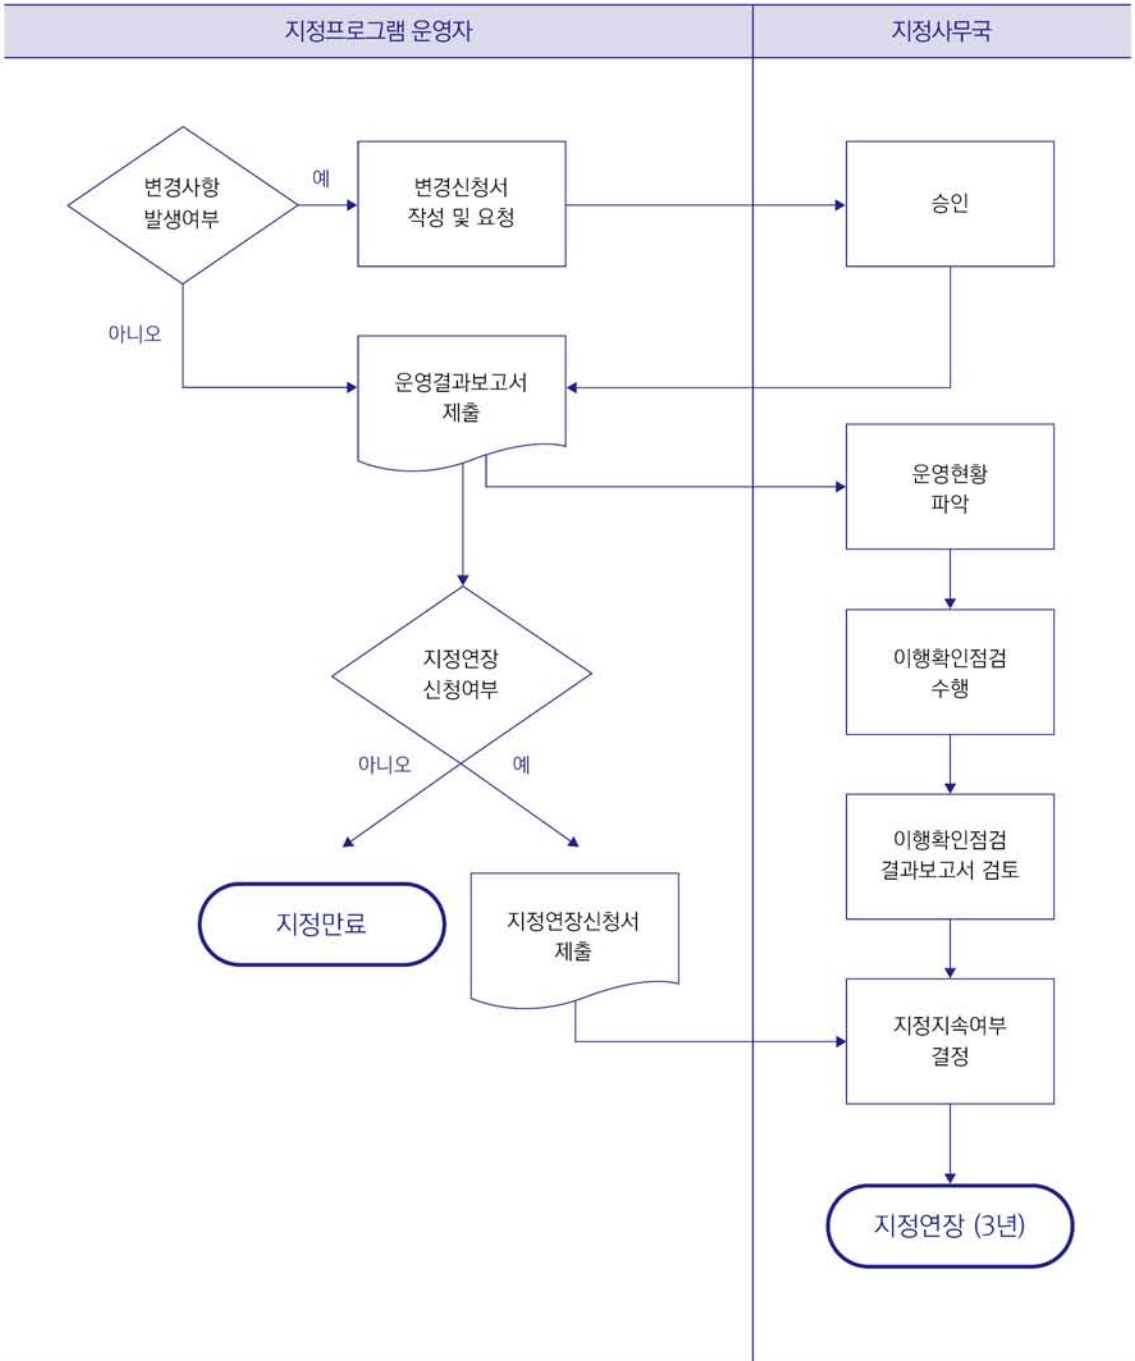 지정프로그램 운영자
지정사무국
변경사항
발생여부
예
변경신청서
작성 및 요청
승인
아니오
운영결과보고서
제출
운영현황
파악
지정연장
신청여부
이행확인점검
수행
아니오
예
이행확인점검
결과보고서 검토
지정만료
지정연장신청서
제출
지정지속여부
결정
지정연장 (3년)